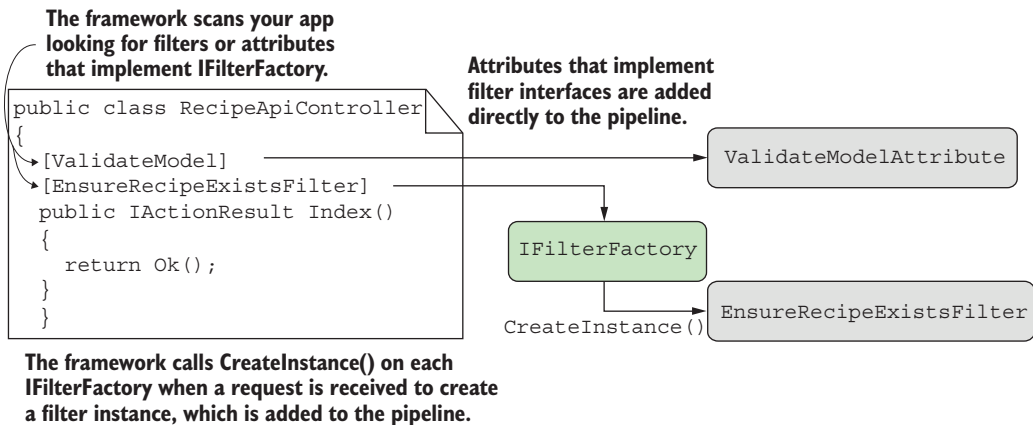 The framework scans your app
looking for filters or attributes
that implement IFilterFactory.
Attributes that implement
filter interfaces are added
directly to the pipeline.
public class RecipeApiController
{
[ValidateModel]
[EnsureRecipeExistsFilter]
public IActionResult Index()
{
return Ok();
}
}
ValidateModelAttribute
IFilterFactory
CreateInstance()
EnsureRecipeExistsFilter
The framework calls CreateInstance() on each
IFilterFactory when a request is received to create
a filter instance, which is added to the pipeline.